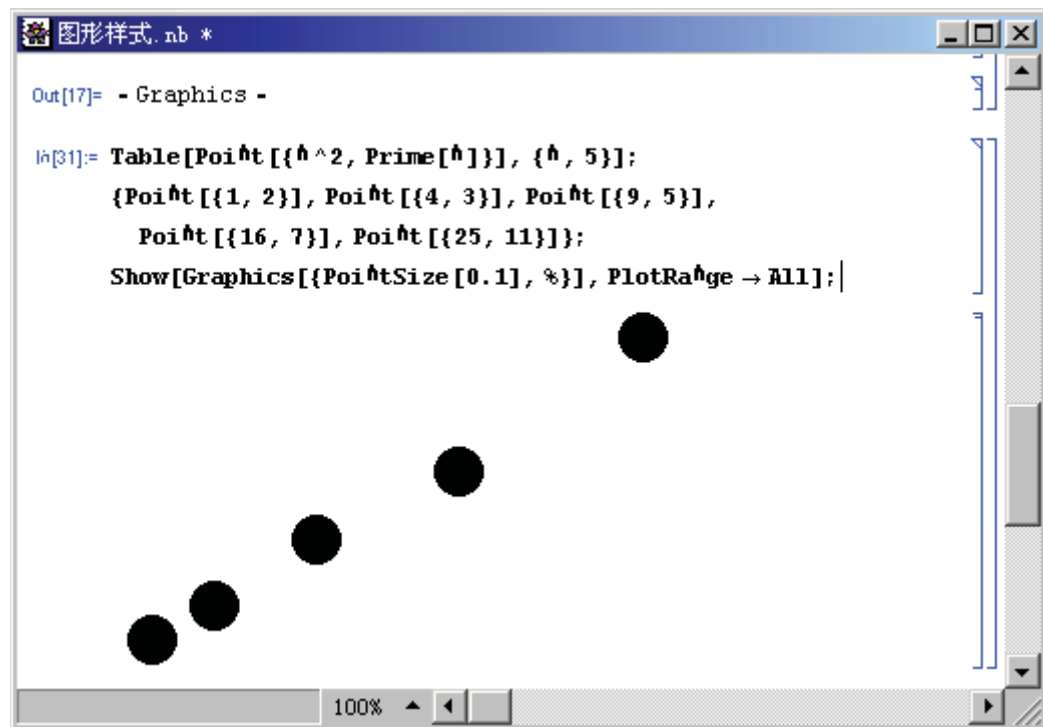 图形样式.nb *
Out[17]= - Graphics -
In[31]:= Table[Point[{n^2, Prime[n]}], {n, 5}];
{Point[{1, 2}], Point[{4, 3}], Point[{9, 5}],
Point[{16, 7}], Point[{25, 11}]};
Show[Graphics[{PointSize[0.1], %}], PlotRange → All];
100%